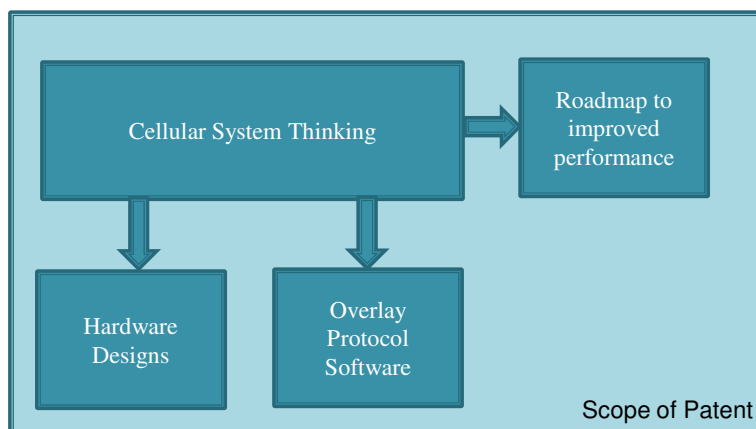 Cellular System Thinking
Roadmap to
improved
performance
Hardware
Designs
Overlay
Protocol
Software
Scope of Patent